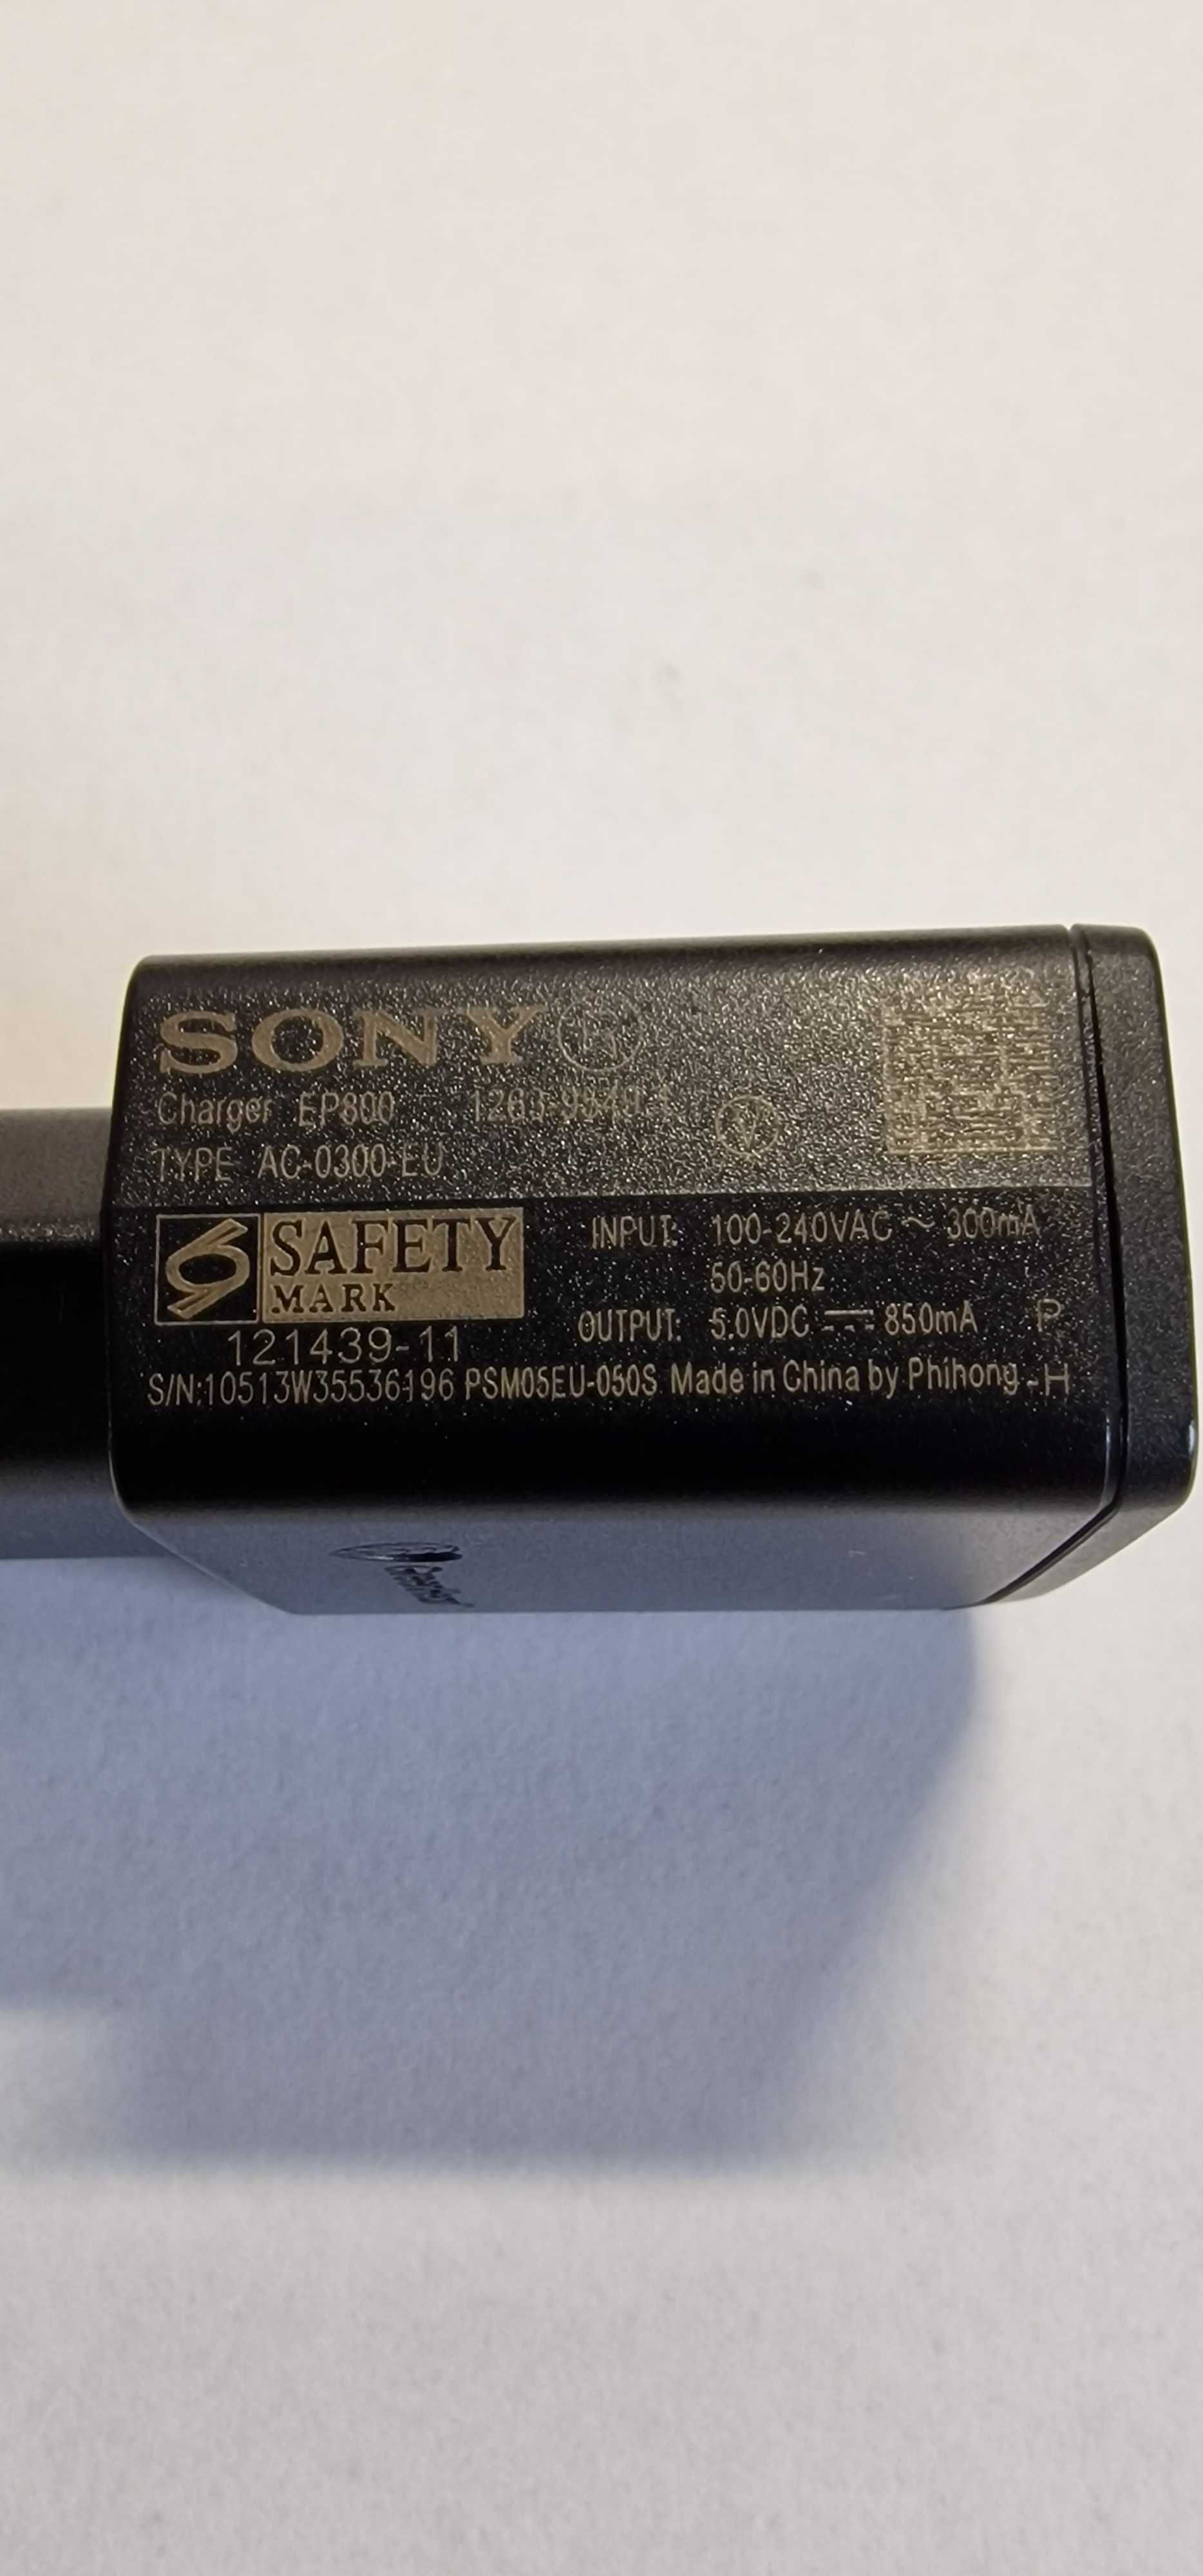 SONY
Charger EP800
TYPE AC-0300-EU
SAFETY
MARK
121439-11
INPUT: 100-240VAC ~ 300mA
50-60Hz
OUTPUT: 5.0VDC ⎓ 850mA P
S/N:10513W35536196 PSM05EU-050S Made in China by Phihong -H